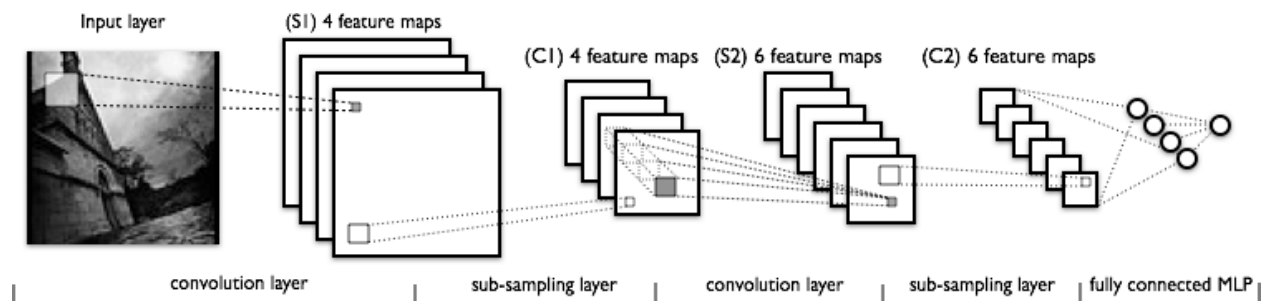 Input layer
(S1) 4 feature maps
(C1) 4 feature maps
(S2) 6 feature maps
(C2) 6 feature maps
convolution layer
sub-sampling layer
convolution layer
sub-sampling layer
fully connected MLP